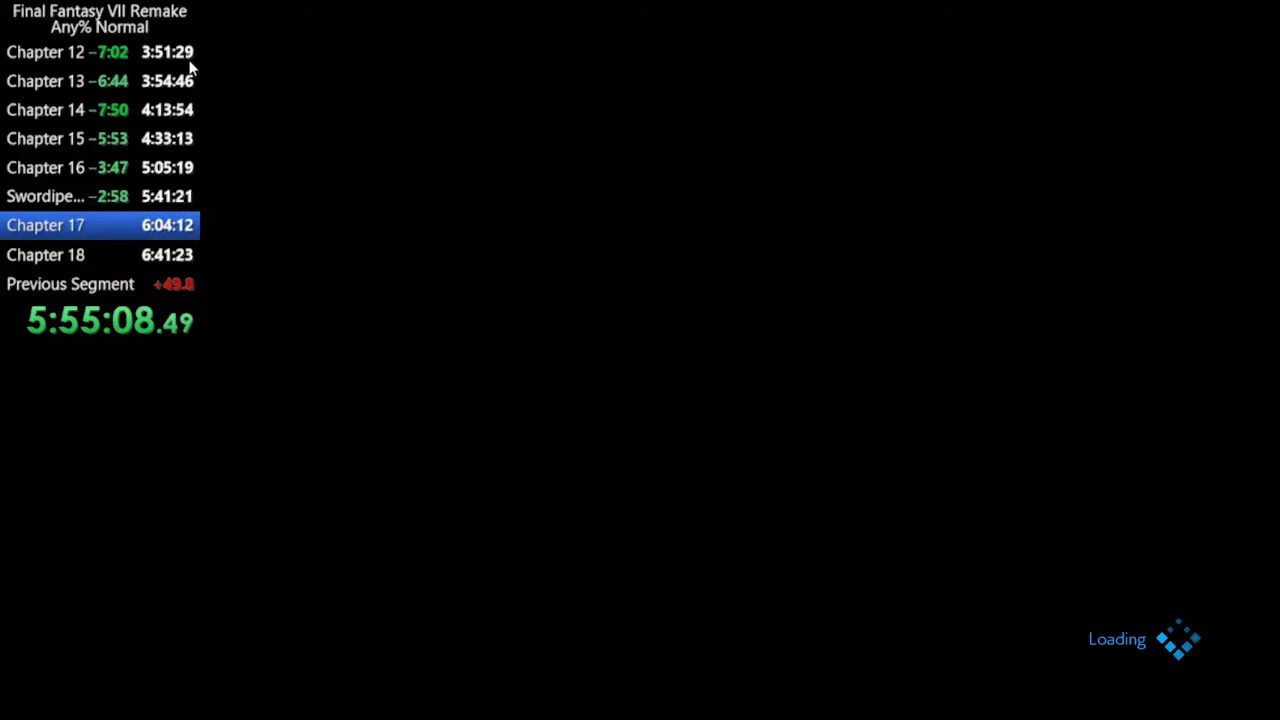 Final Fantasy VII Remake
Any% Normal
Chapter 12 −7:02 3:51:29
Chapter 13 −6:44 3:54:46
Chapter 14 −7:50 4:13:54
Chapter 15 −5:53 4:33:13
Chapter 16 −3:47 5:05:19
Swordipe... −2:58 5:41:21
Chapter 17 6:04:12
Chapter 18 6:41:23
Previous Segment +49.8
5:55:08.49
Loading